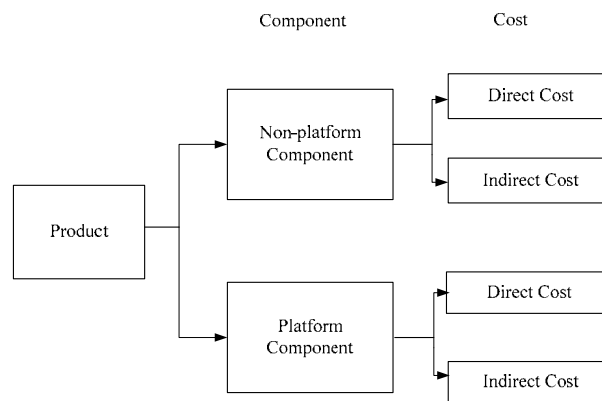 Component
Cost
Direct Cost
Non-platform
Component
Indirect Cost
Product
Direct Cost
Platform
Component
Indirect Cost